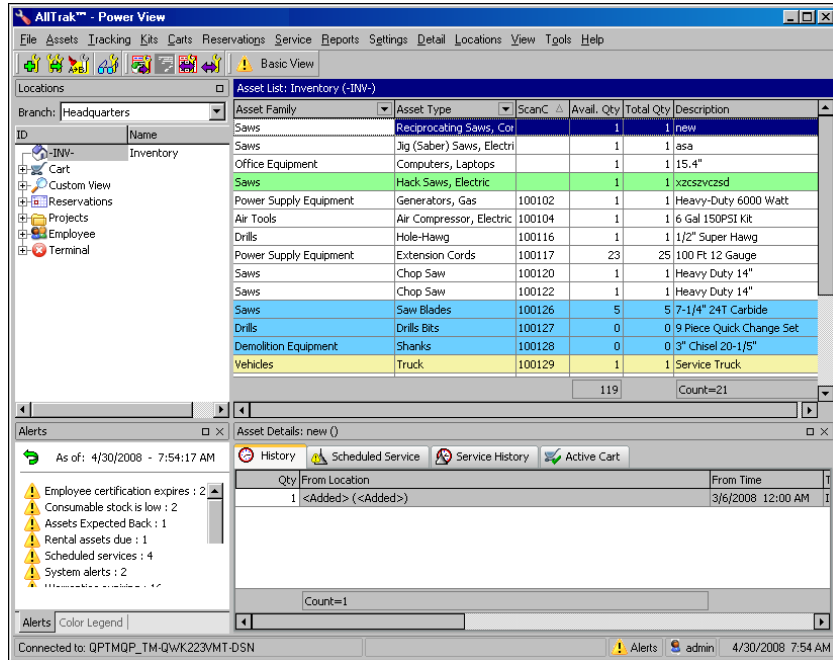 AllTrak™ - Power View
File Assets Tracking Kits Carts Reservations Service Reports Settings Detail Locations View Tools Help
Basic View
Locations
Branch: Headquarters
ID Name
-INV- Inventory
Cart
Custom View
Reservations
Projects
Employee
Terminal
Asset List: Inventory (-INV-)
Asset Family Asset Type ScanC Avail. Qty Total Qty Description
Saws Reciprocating Saws, Cor 1 1 new
Saws Jig (Saber) Saws, Electri 1 1 asa
Office Equipment Computers, Laptops 1 1 15.4"
Saws Hack Saws, Electric 1 1 xzcszvczsd
Power Supply Equipment Generators, Gas 100102 1 1 Heavy-Duty 6000 Watt
Air Tools Air Compressor, Electric 100104 1 1 6 Gal 150PSI Kit
Drills Hole-Hawg 100116 1 1 1/2" Super Hawg
Power Supply Equipment Extension Cords 100117 23 25 100 Ft 12 Gauge
Saws Chop Saw 100120 1 1 Heavy Duty 14"
Saws Chop Saw 100122 1 1 Heavy Duty 14"
Saws Saw Blades 100126 5 5 7-1/4" 24T Carbide
Drills Drills Bits 100127 0 0 9 Piece Quick Change Set
Demolition Equipment Shanks 100128 0 0 3" Chisel 20-1/5"
Vehicles Truck 100129 1 1 Service Truck
119 Count=21
Alerts
As of: 4/30/2008 - 7:54:17 AM
Employee certification expires : 2
Consumable stock is low : 2
Assets Expected Back : 1
Rental assets due : 1
Scheduled services : 4
System alerts : 2
Alerts Color Legend
Asset Details: new ()
History Scheduled Service Service History Active Cart
Qty From Location From Time
1 <Added> (<Added>) 3/6/2008 12:00 AM
Count=1
Connected to: QPTMQP_TM-QWK223VMT-DSN Alerts admin 4/30/2008 7:54 AM